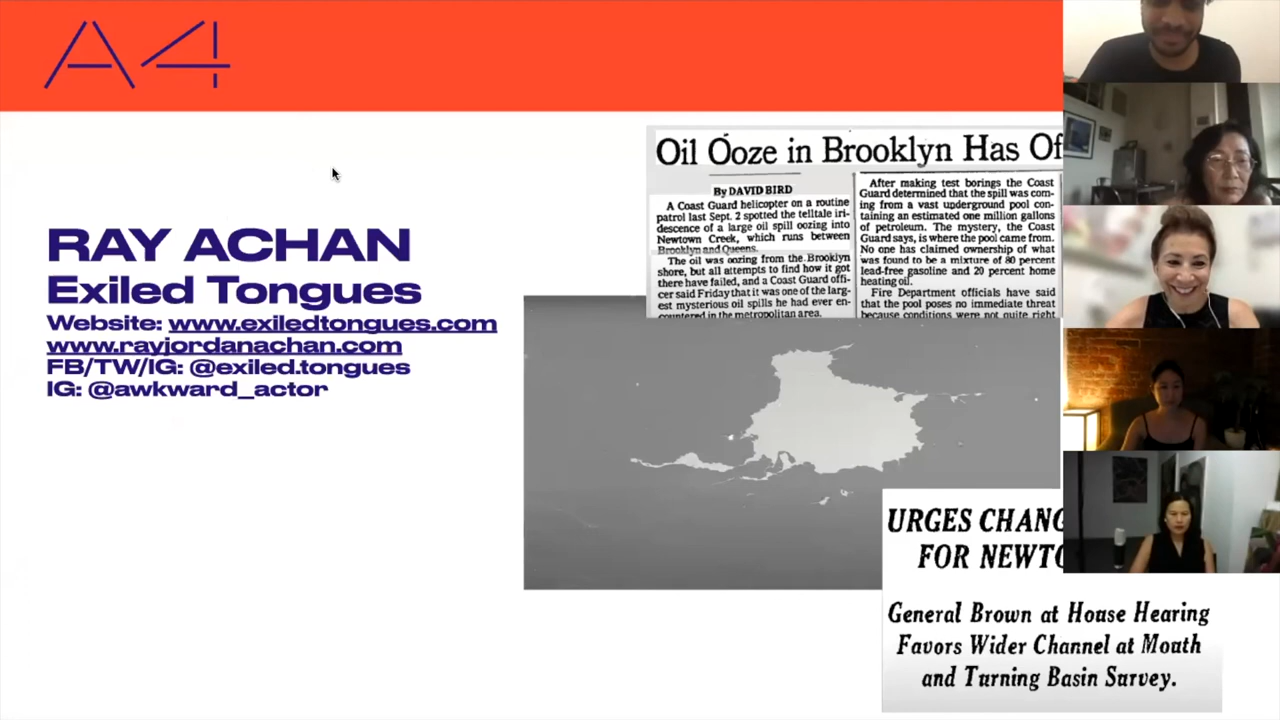 A4
RAY ACHAN
Exiled Tongues
Website: www.exiledtongues.com
www.rayjordanachan.com
FB/TW/IG: @exiled.tongues
IG: @awkward_actor
Oil Ooze in Brooklyn Has Of
By DAVID BIRD
A Coast Guard helicopter on a routine
patrol last Sept. 2 spotted the telltale iri-
descence of a large oil spill oozing into
Newtown Creek, which runs between
Brooklyn and Queens.
The oil was oozing from the Brooklyn
shore, but all attempts to find how it got
there have failed, and a Coast Guard offi-
cer said Friday that it was one of the larg-
est mysterious oil spills he had ever en-
countered in the metropolitan area.
After making test borings the Coast
Guard determined that the spill was com-
ing from a vast underground pool con-
taining an estimated one million gallons
of petroleum. The mystery, the Coast
Guard says, is where the pool came from.
No one has claimed ownership of what
was found to be a mixture of 80 percent
lead-free gasoline and 20 percent home
heating oil.
Fire Department officials have said
that the pool poses no immediate threat
because conditions were not quite right
URGES CHANG
FOR NEWTO
General Brown at House Hearing
Favors Wider Channel at Mouth
and Turning Basin Survey.